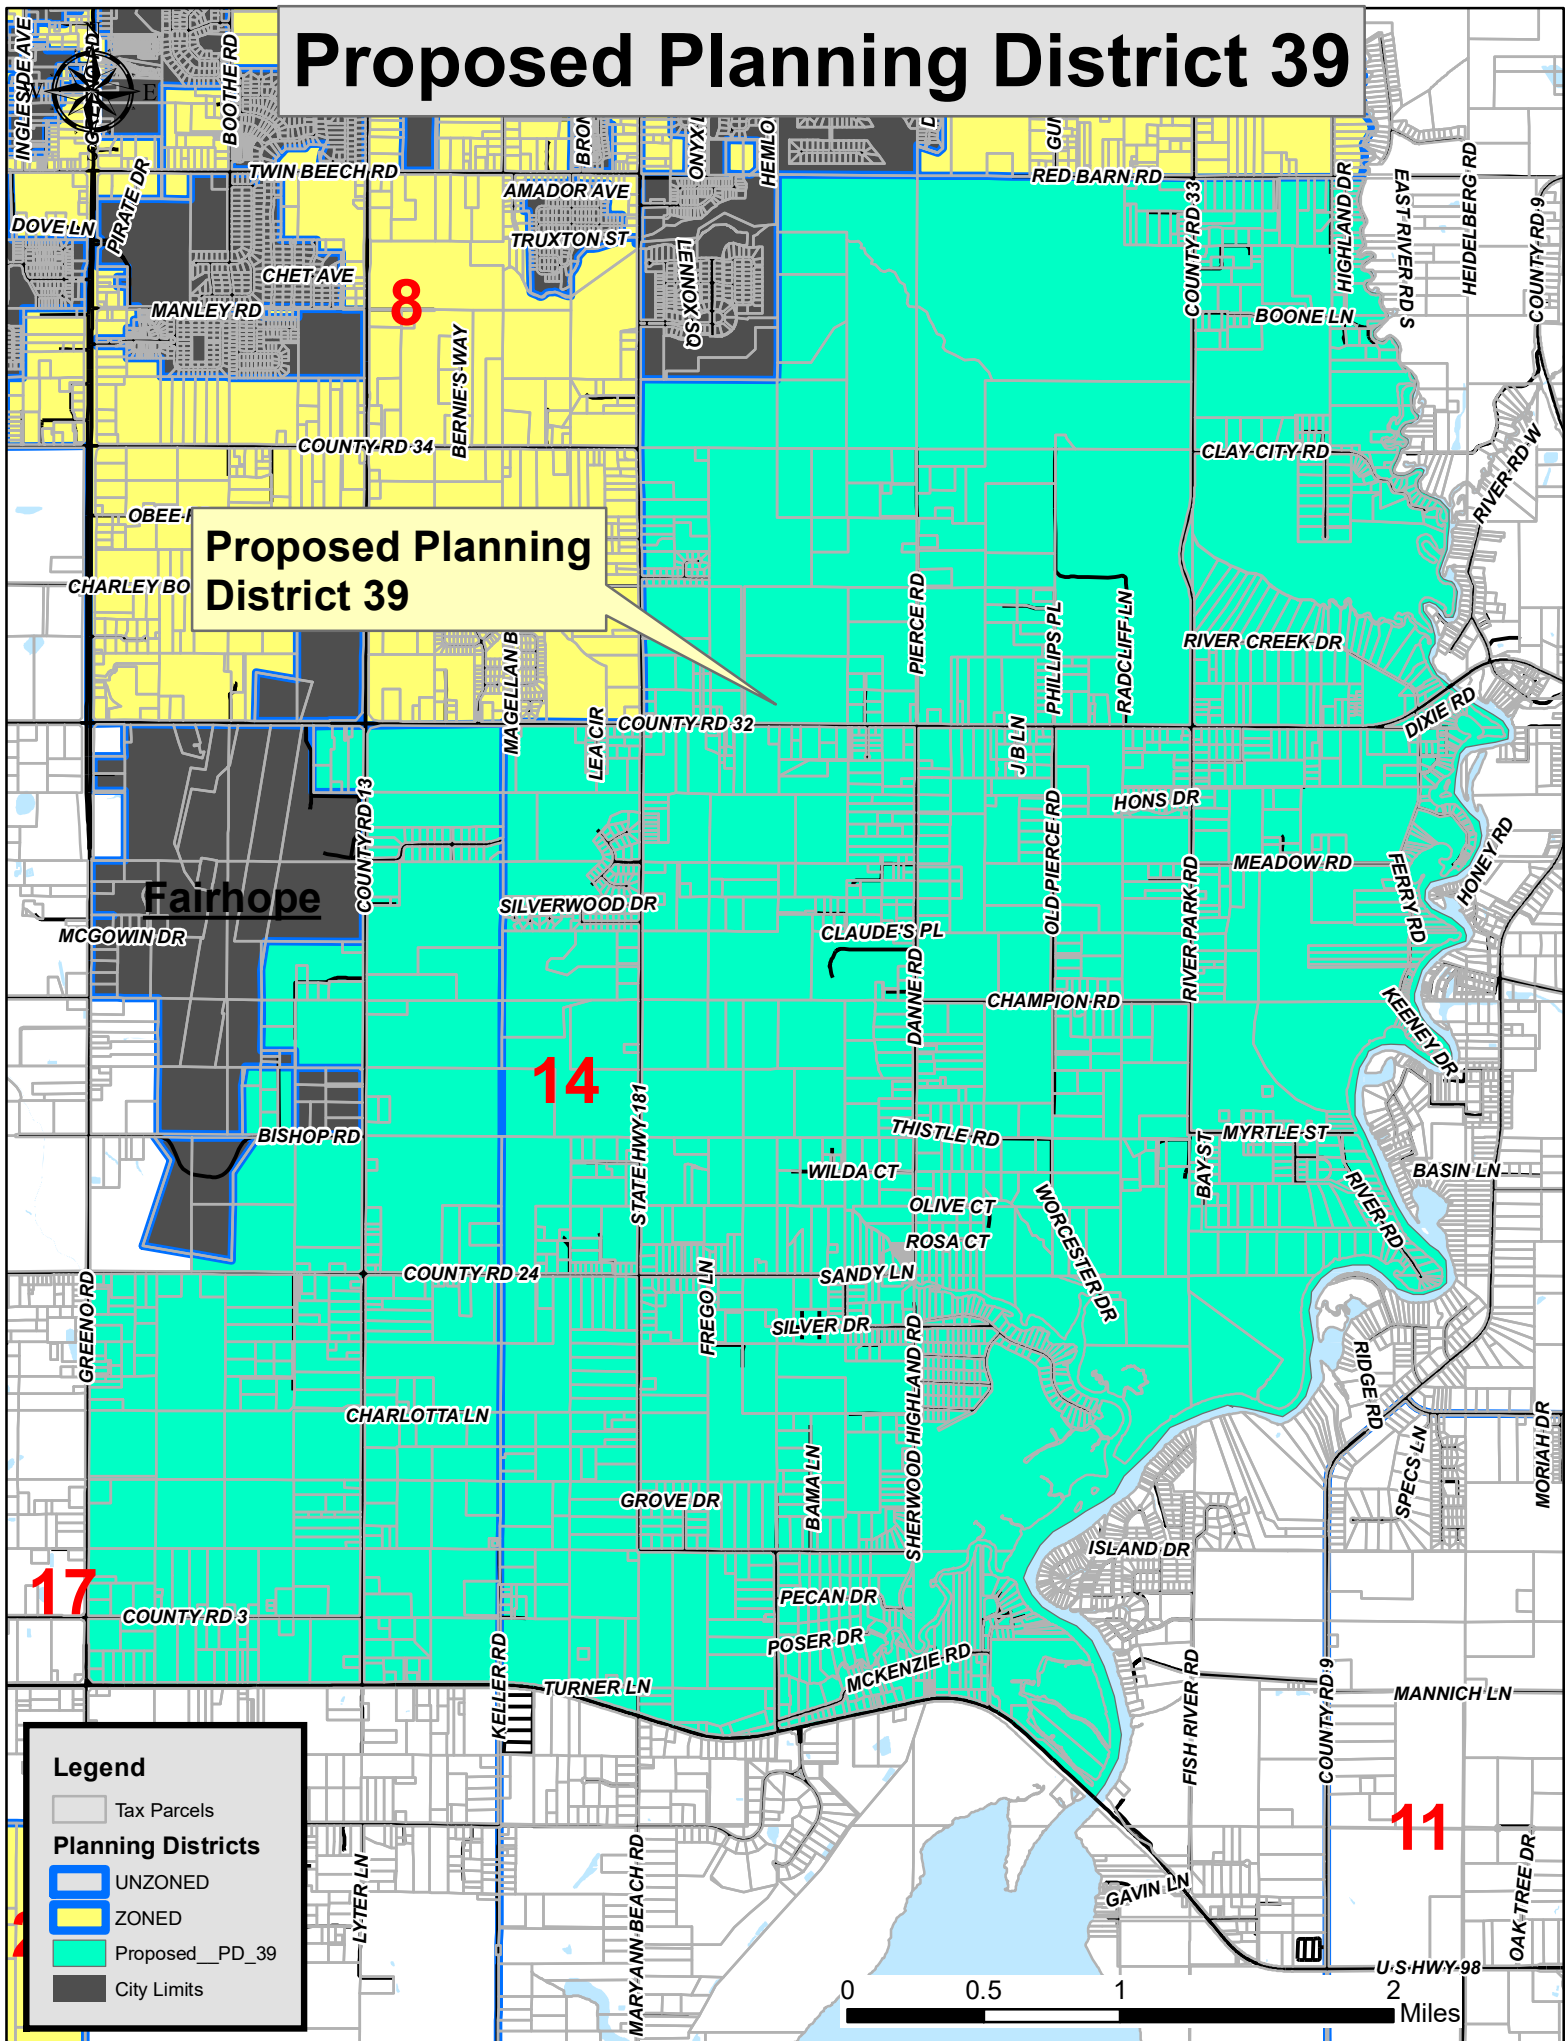 Proposed Planning District 39
INGLESIDE AVE
BOOTHE RD
E
TWIN BEECH RD
AMADOR AVE
RED BARN RD
COUNTY RD 33
HIGHLAND DR
EAST RIVER RD S
HEIDELBERG RD
COUNTY RD 9
DOVE LN
PIRATE DR
TRUXTON ST
CHET AVE
LENNOX SQ
MANLEY RD
8
BOONE LN
BERNIE'S WAY
COUNTY RD 34
CLAY CITY RD
RIVER RD W
Proposed Planning
District 39
PIERCE RD
PHILLIPS PL
RADCLIFF LN
RIVER CREEK DR
COUNTY RD 32
LEA CIR
J B LN
DIXIE RD
COUNTY RD 13
OLD PIERCE RD
HONS DR
RIVER PARK RD
MEADOW RD
FERRY RD
HONEY RD
Fairhope
SILVERWOOD DR
MCGOWIN DR
CLAUDE'S PL
DANNE RD
CHAMPION RD
KEENEY DR
14
STATE HWY 181
BISHOP RD
THISTLE RD
MYRTLE ST
WILDA CT
BAY ST
BASIN LN
RIVER RD
OLIVE CT
WORCESTER DR
ROSA CT
GREENO RD
COUNTY RD 24
FREGO LN
SANDY LN
SILVER DR
SHERWOOD HIGHLAND RD
RIDGE RD
CHARLOTTA LN
SPECS LN
MORIAH DR
BAMA LN
GROVE DR
ISLAND DR
17
COUNTY RD 3
PECAN DR
POSER DR
MCKENZIE RD
KELLER RD
TURNER LN
FISH RIVER RD
COUNTY RD 9
MANNICH LN
11
LYTER LN
MARY ANN BEACH RD
GAVIN LN
OAK TREE DR
U S HWY 98
Legend
Tax Parcels
Planning Districts
UNZONED
ZONED
Proposed__PD_39
City Limits
0 0.5 1 2
Miles